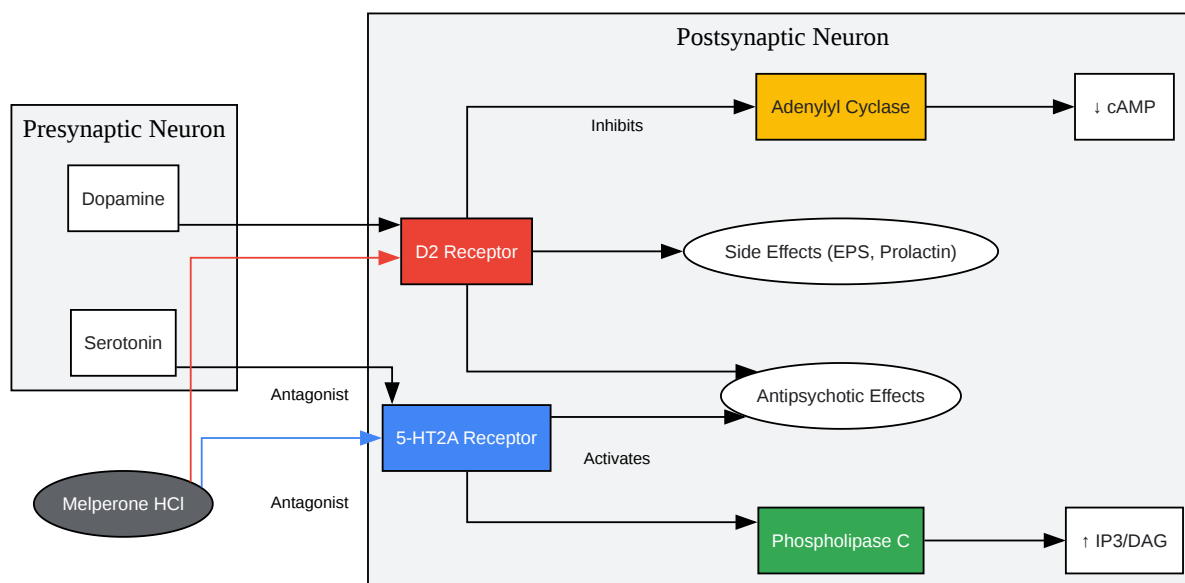 Postsynaptic Neuron
Adenylyl Cyclase
↓ cAMP
Inhibits
Presynaptic Neuron
Dopamine
D2 Receptor
Side Effects (EPS, Prolactin)
Serotonin
Antagonist
Antipsychotic Effects
5-HT2A Receptor
Activates
Melperone HCl
Antagonist
Phospholipase C
↑ IP3/DAG